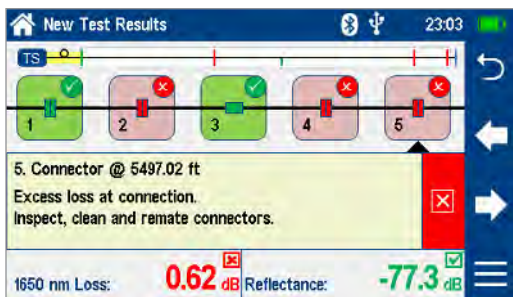 New Test Results 23:03
TS
1 2 3 4 5
5. Connector @ 5497.02 ft
Excess loss at connection.
Inspect, clean and remate connectors.
1650 nm Loss: 0.62 dB Reflectance: -77.3 dB